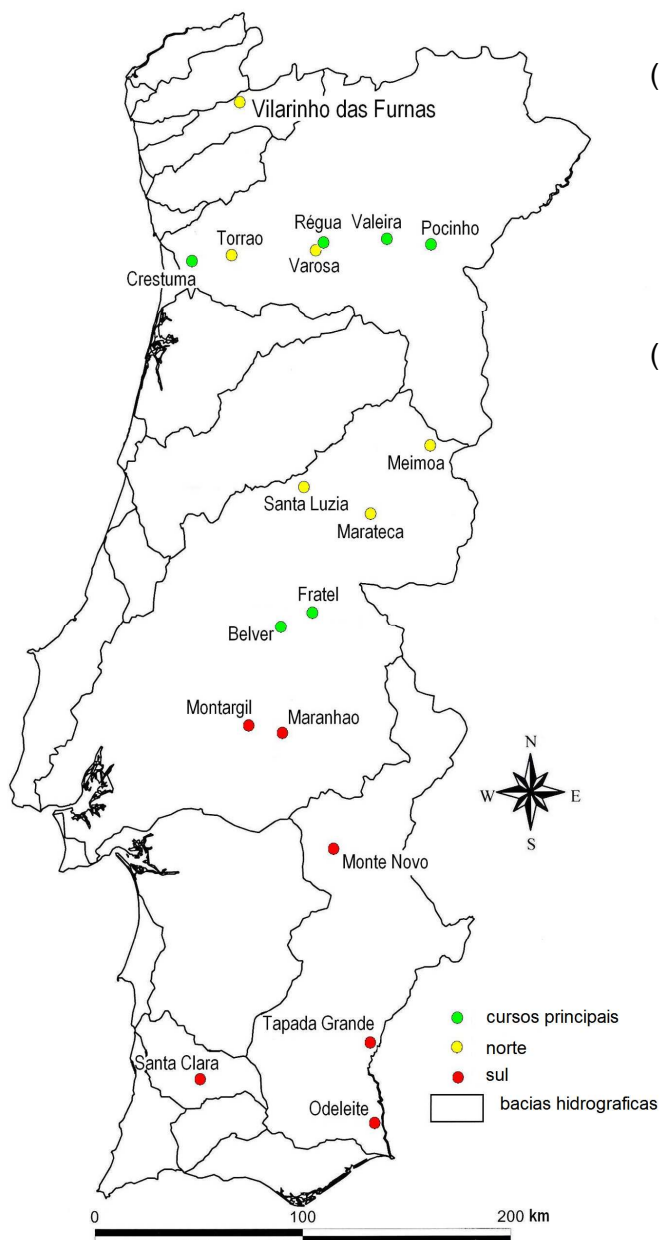 (
Vilarinho das Furnas
Régua
Valeira
Pocinho
Torrao
Varosa
Crestuma
(
Meimoa
Santa Luzia
Marateca
Fratel
Belver
Montargil
Maranhao
N
W
E
S
Monte Novo
Tapada Grande
cursos principais
norte
Santa Clara
sul
Odeleite
bacias hidrograficas
0
100
200 km